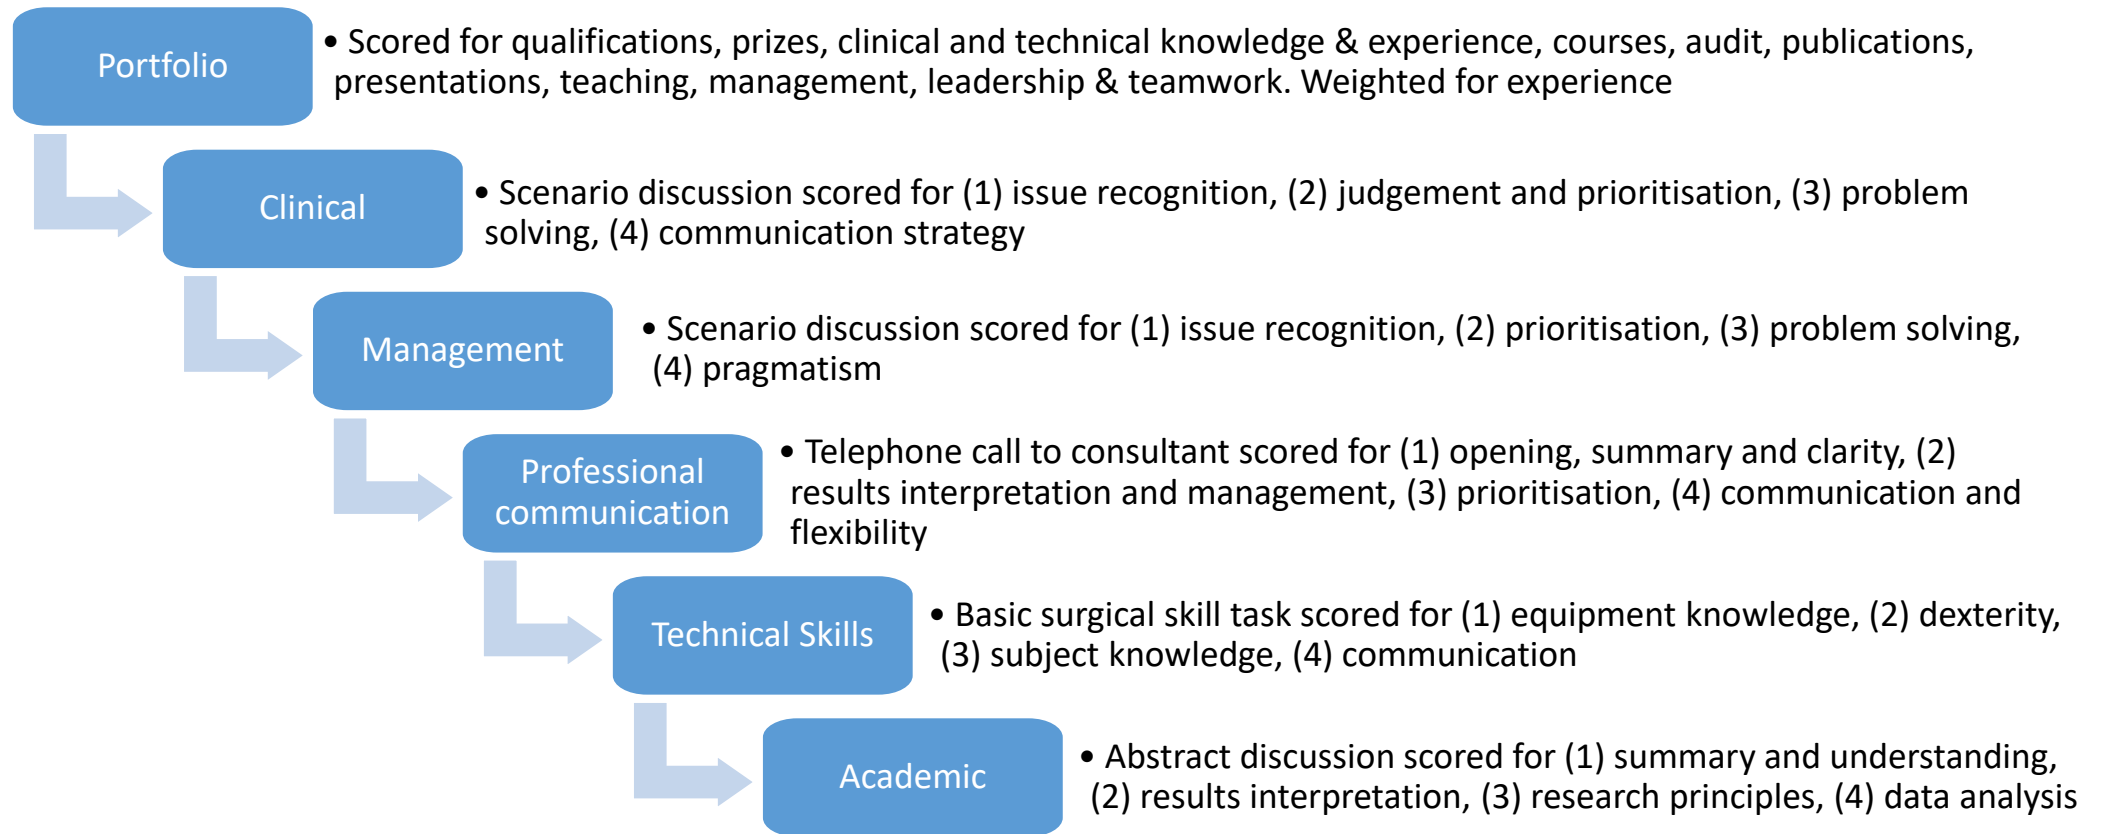 Portfolio
• Scored for qualifications, prizes, clinical and technical knowledge & experience, courses, audit, publications,
presentations, teaching, management, leadership & teamwork. Weighted for experience
Clinical
• Scenario discussion scored for (1) issue recognition, (2) judgement and prioritisation, (3) problem
solving, (4) communication strategy
Management
• Scenario discussion scored for (1) issue recognition, (2) prioritisation, (3) problem solving,
(4) pragmatism
Professional
communication
• Telephone call to consultant scored for (1) opening, summary and clarity, (2)
results interpretation and management, (3) prioritisation, (4) communication and
flexibility
Technical Skills
• Basic surgical skill task scored for (1) equipment knowledge, (2) dexterity,
(3) subject knowledge, (4) communication
Academic
• Abstract discussion scored for (1) summary and understanding,
(2) results interpretation, (3) research principles, (4) data analysis